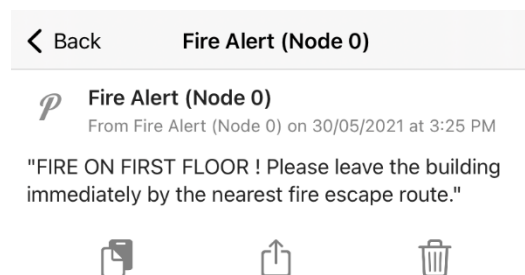 Back Fire Alert (Node 0)
Fire Alert (Node 0)
From Fire Alert (Node 0) on 30/05/2021 at 3:25 PM
"FIRE ON FIRST FLOOR ! Please leave the building
immediately by the nearest fire escape route."